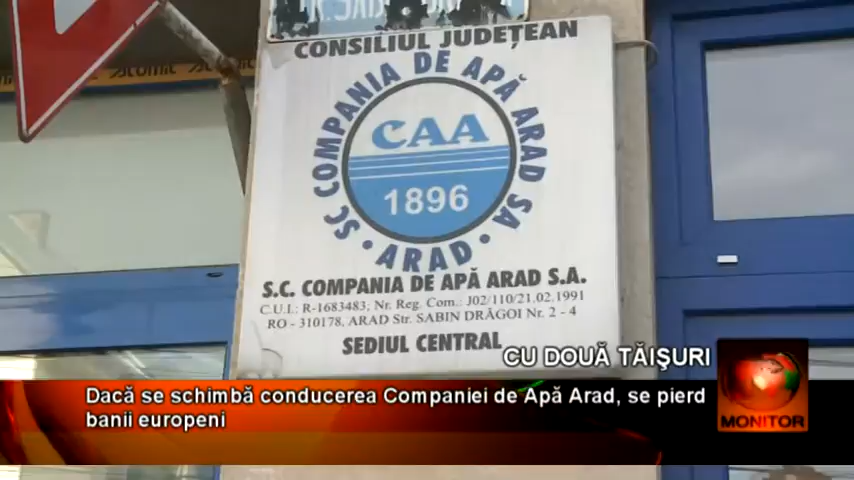 CONSILIUL JUDEȚEAN
SC COMPANIA DE APĂ ARAD SA
CAA
1896
• ARAD •
S.C. COMPANIA DE APĂ ARAD S.A.
C.U.I.: R-1683483; Nr. Reg. Com.: J02/110/21.02.1991
RO - 310178, ARAD Str. SABIN DRĂGOI Nr. 2 - 4
SEDIUL CENTRAL
CU DOUĂ TĂIŞURI
Dacă se schimbă conducerea Companiei de Apă Arad, se pierd
banii europeni
MONITOR